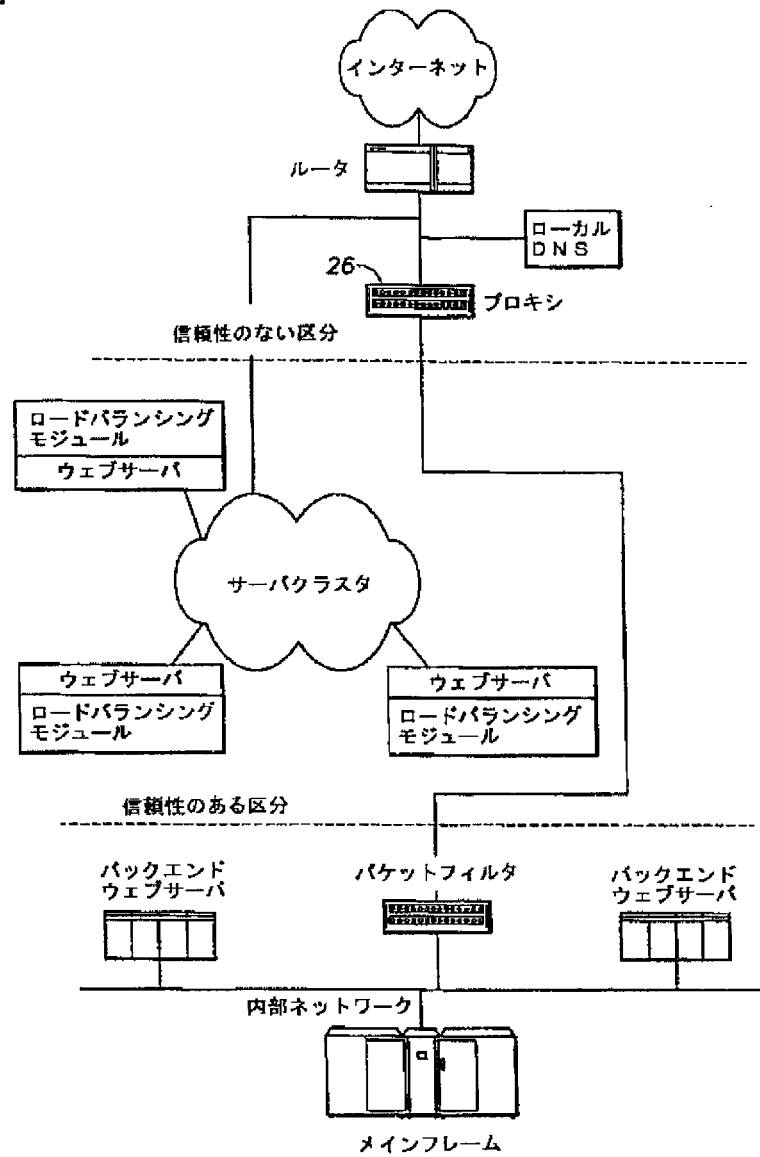 インターネット
ルータ
ローカル
DNS
26
プロキシ
信頼性のない区分
ロードバランシング
モジュール
ウェブサーバ
サーバクラスタ
ウェブサーバ
ロードバランシング
モジュール
ウェブサーバ
ロードバランシング
モジュール
信頼性のある区分
バックエンド
ウェブサーバ
パケットフィルタ
バックエンド
ウェブサーバ
内部ネットワーク
メインフレーム